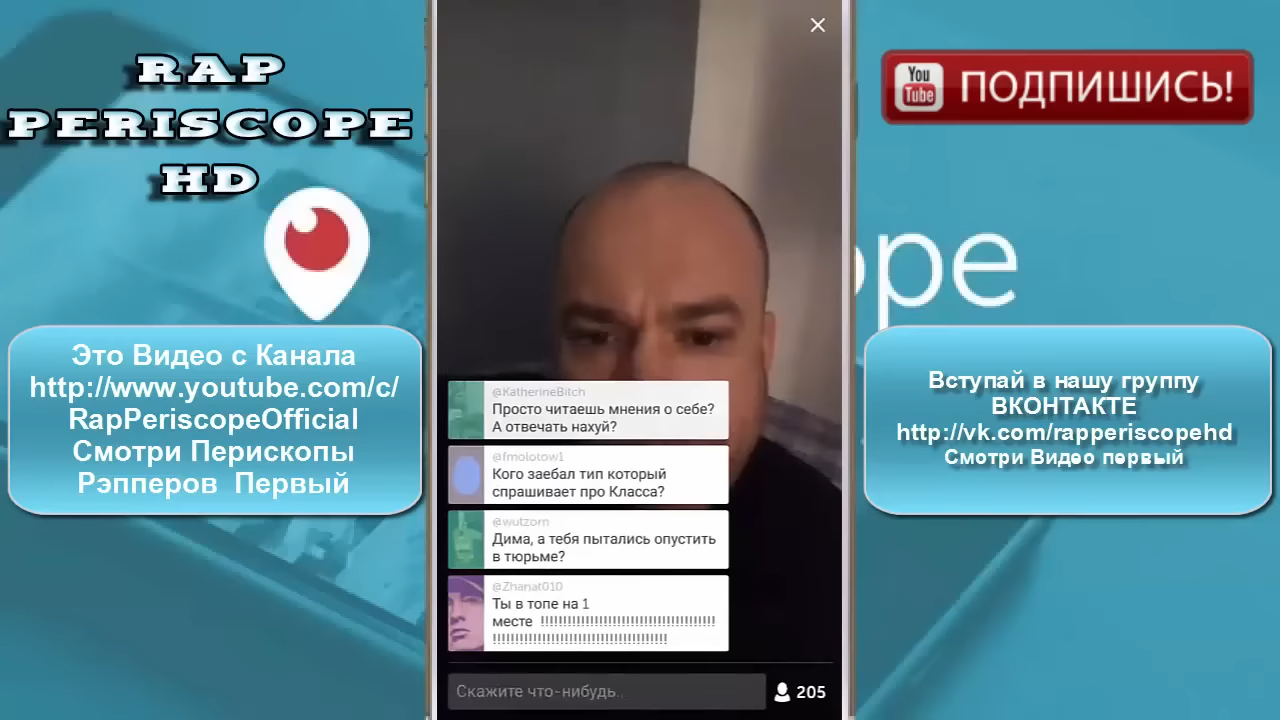 RAP
PERISCOPE
HD
Это Видео с Канала
http://www.youtube.com/c/
RapPeriscopeOfficial
Смотри Перископы
Рэпперов Первый
@KatherineBitch
Просто читаешь мнения о себе?
А отвечать нахуй?
@fmolotow1
Кого заебал тип который
спрашивает про Класса?
@wutzorn
Дима, а тебя пытались опустить
в тюрьме?
@Zhanat010
Ты в топе на 1
месте !!!!!!!!!!!!!!!!!!!!!!!!!!!!!!!!!!!!!!!
!!!!!!!!!!!!!!!!!!!!!!!!!!!!!!!!!!!!!!!
Скажите что-нибудь..
205
You
Tube
ПОДПИШИСЬ!
ope
Вступай в нашу группу
ВКОНТАКТЕ
http://vk.com/rapperiscopehd
Смотри Видео первый